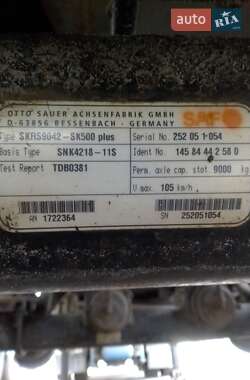 AUTO RIA
OTTO SAUER ACHSENFABRIK GMBH
D-63856 BESSENBACH - GERMANY
SAF
Type SKRS9042-SK500 plus
Serial No. 252 05 1-054
Basis Type SNK4218-11S
Ident No. 145 84 44 2 58 0
Test Report TDB0381
Perm. axle cap. stat. 9000 kg
V max. 105 km/h
AN 1722364
SN 252051054